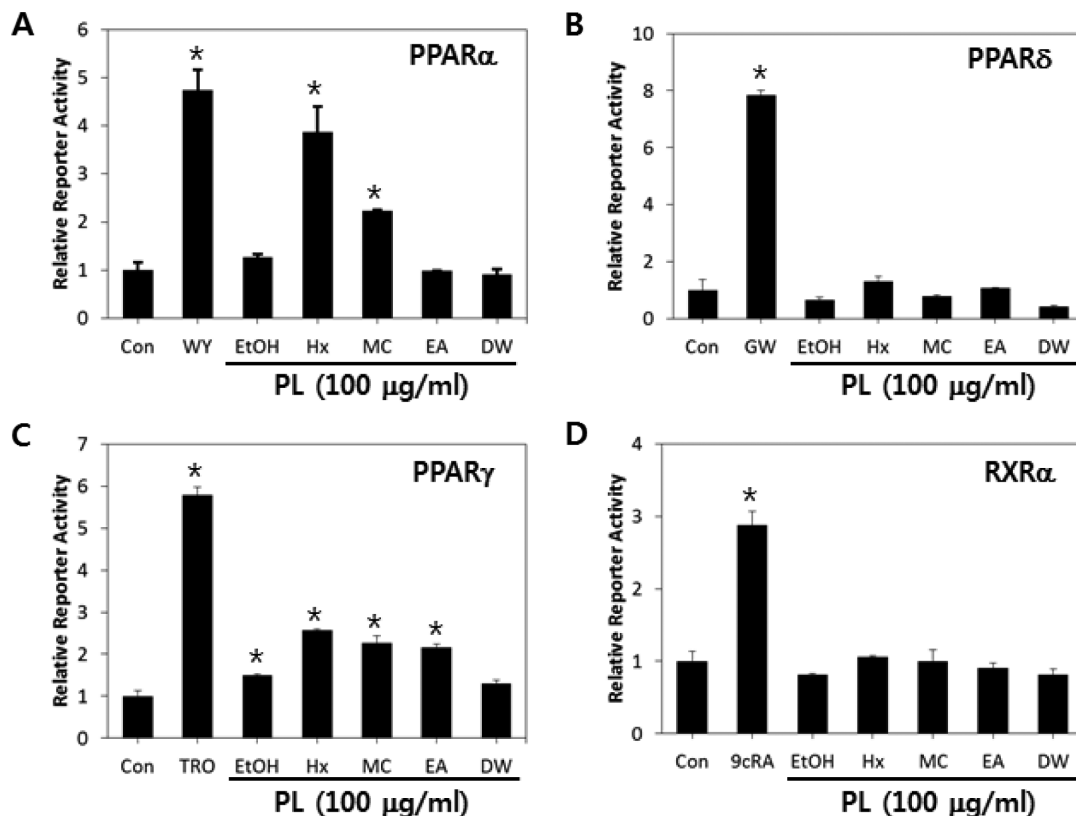 A
PPARα
Relative Reporter Activity
6
5
4
3
2
1
0
*
*
*
Con WY EtOH Hx MC EA DW
PL (100 μg/ml)
B
PPARδ
Relative Reporter Activity
10
8
6
4
2
0
*
Con GW EtOH Hx MC EA DW
PL (100 μg/ml)
C
PPARγ
Relative Reporter Activity
7
6
5
4
3
2
1
0
*
*
*
*
*
Con TRO EtOH Hx MC EA DW
PL (100 μg/ml)
D
RXRα
Relative Reporter Activity
4
3
2
1
0
*
Con 9cRA EtOH Hx MC EA DW
PL (100 μg/ml)